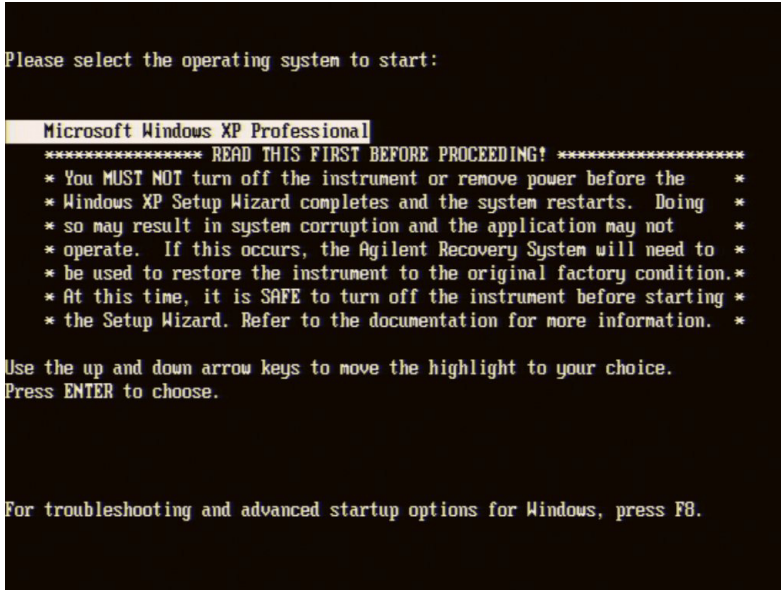 Please select the operating system to start:
Microsoft Windows XP Professional
**************** READ THIS FIRST BEFORE PROCEEDING! *******************
* You MUST NOT turn off the instrument or remove power before the *
* Windows XP Setup Wizard completes and the system restarts. Doing *
* so may result in system corruption and the application may not *
* operate. If this occurs, the Agilent Recovery System will need to *
* be used to restore the instrument to the original factory condition.*
* At this time, it is SAFE to turn off the instrument before starting *
* the Setup Wizard. Refer to the documentation for more information. *
Use the up and down arrow keys to move the highlight to your choice.
Press ENTER to choose.
For troubleshooting and advanced startup options for Windows, press F8.